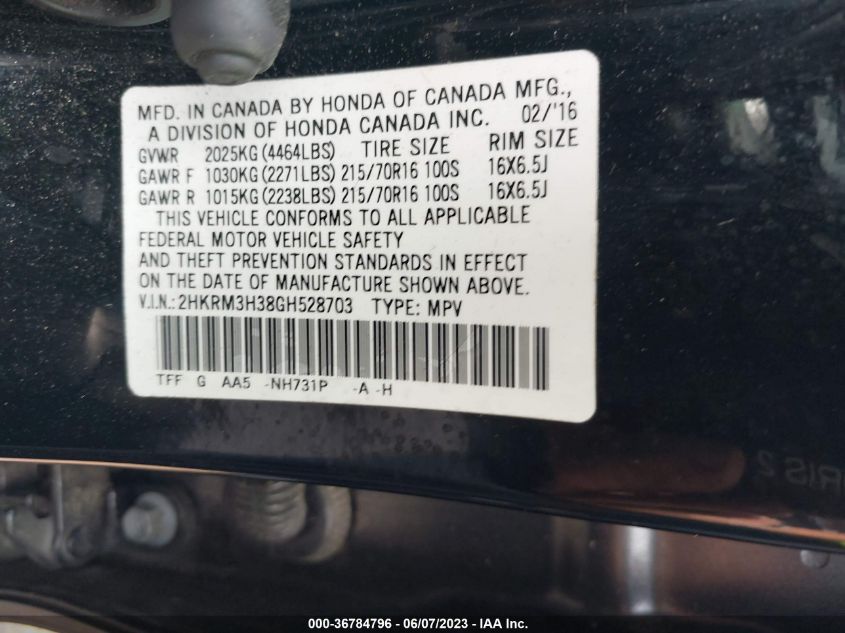 MFD. IN CANADA BY HONDA OF CANADA MFG.,
A DIVISION OF HONDA CANADA INC. 02/'16
GVWR 2025KG (4464LBS) TIRE SIZE RIM SIZE
GAWR F 1030KG (2271LBS) 215/70R16 100S 16X6.5J
GAWR R 1015KG (2238LBS) 215/70R16 100S 16X6.5J
THIS VEHICLE CONFORMS TO ALL APPLICABLE
FEDERAL MOTOR VEHICLE SAFETY
AND THEFT PREVENTION STANDARDS IN EFFECT
ON THE DATE OF MANUFACTURE SHOWN ABOVE.
V.I.N.: 2HKRM3H38GH528703 TYPE: MPV
TFF G AA5 -NH731P -A -H
000-36784796 - 06/07/2023 - IAA Inc.